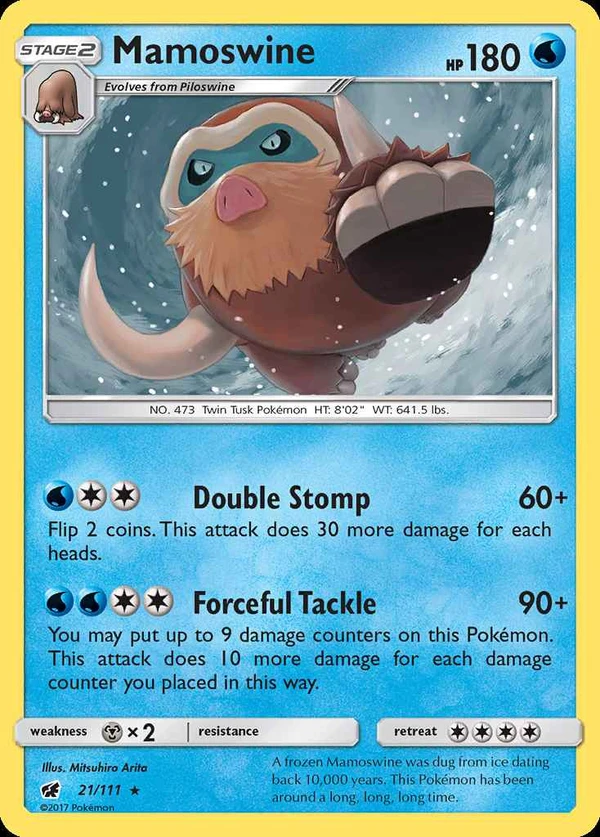 STAGE2 Mamoswine HP 180
Evolves from Piloswine
NO. 473 Twin Tusk Pokémon HT: 8'02" WT: 641.5 lbs.
Double Stomp 60+
Flip 2 coins. This attack does 30 more damage for each
heads.
Forceful Tackle 90+
You may put up to 9 damage counters on this Pokémon.
This attack does 10 more damage for each damage
counter you placed in this way.
weakness ×2 resistance retreat
Illus. Mitsuhiro Arita
21/111 ★
©2017 Pokémon
A frozen Mamoswine was dug from ice dating
back 10,000 years. This Pokémon has been
around a long, long, long time.